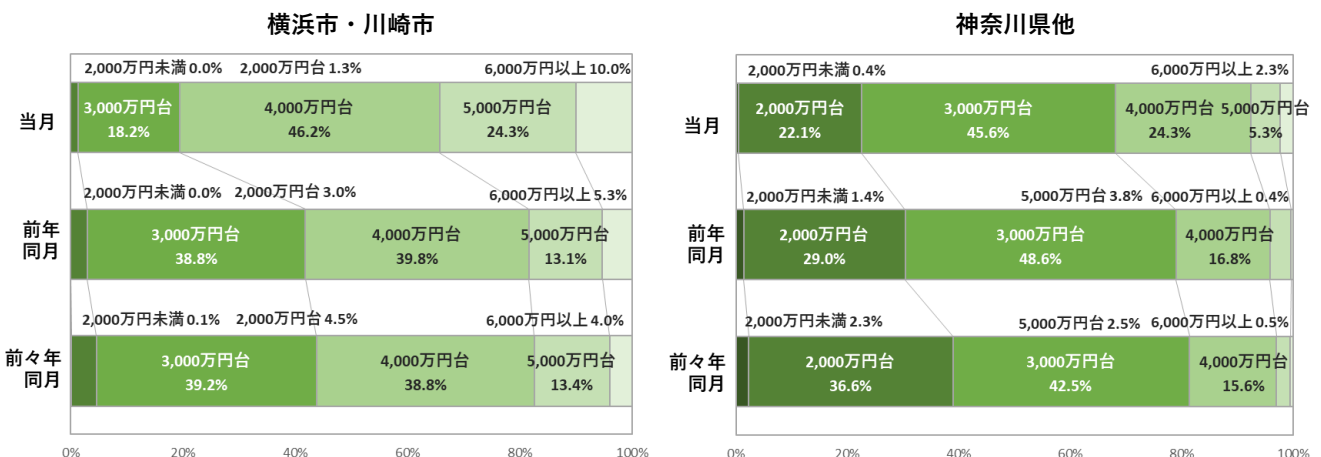 横浜市・川崎市
2,000万円未満 0.0% 2,000万円台 1.3% 6,000万円以上 10.0%
当月
3,000万円台 4,000万円台 5,000万円台
18.2% 46.2% 24.3%
2,000万円未満 0.0% 2,000万円台 3.0% 6,000万円以上 5.3%
前年
同月
3,000万円台 4,000万円台 5,000万円台
38.8% 39.8% 13.1%
2,000万円未満 0.1% 2,000万円台 4.5% 6,000万円以上 4.0%
前々年
同月
3,000万円台 4,000万円台 5,000万円台
39.2% 38.8% 13.4%
0% 20% 40% 60% 80% 100%
神奈川県他
2,000万円未満 0.4% 6,000万円以上 2.3%
当月
2,000万円台 3,000万円台 4,000万円台 5,000万円台
22.1% 45.6% 24.3% 5.3%
2,000万円未満 1.4% 5,000万円台 3.8% 6,000万円以上 0.4%
前年
同月
2,000万円台 3,000万円台 4,000万円台
29.0% 48.6% 16.8%
2,000万円未満 2.3% 5,000万円台 2.5% 6,000万円以上 0.5%
前々年
同月
2,000万円台 3,000万円台 4,000万円台
36.6% 42.5% 15.6%
0% 20% 40% 60% 80% 100%